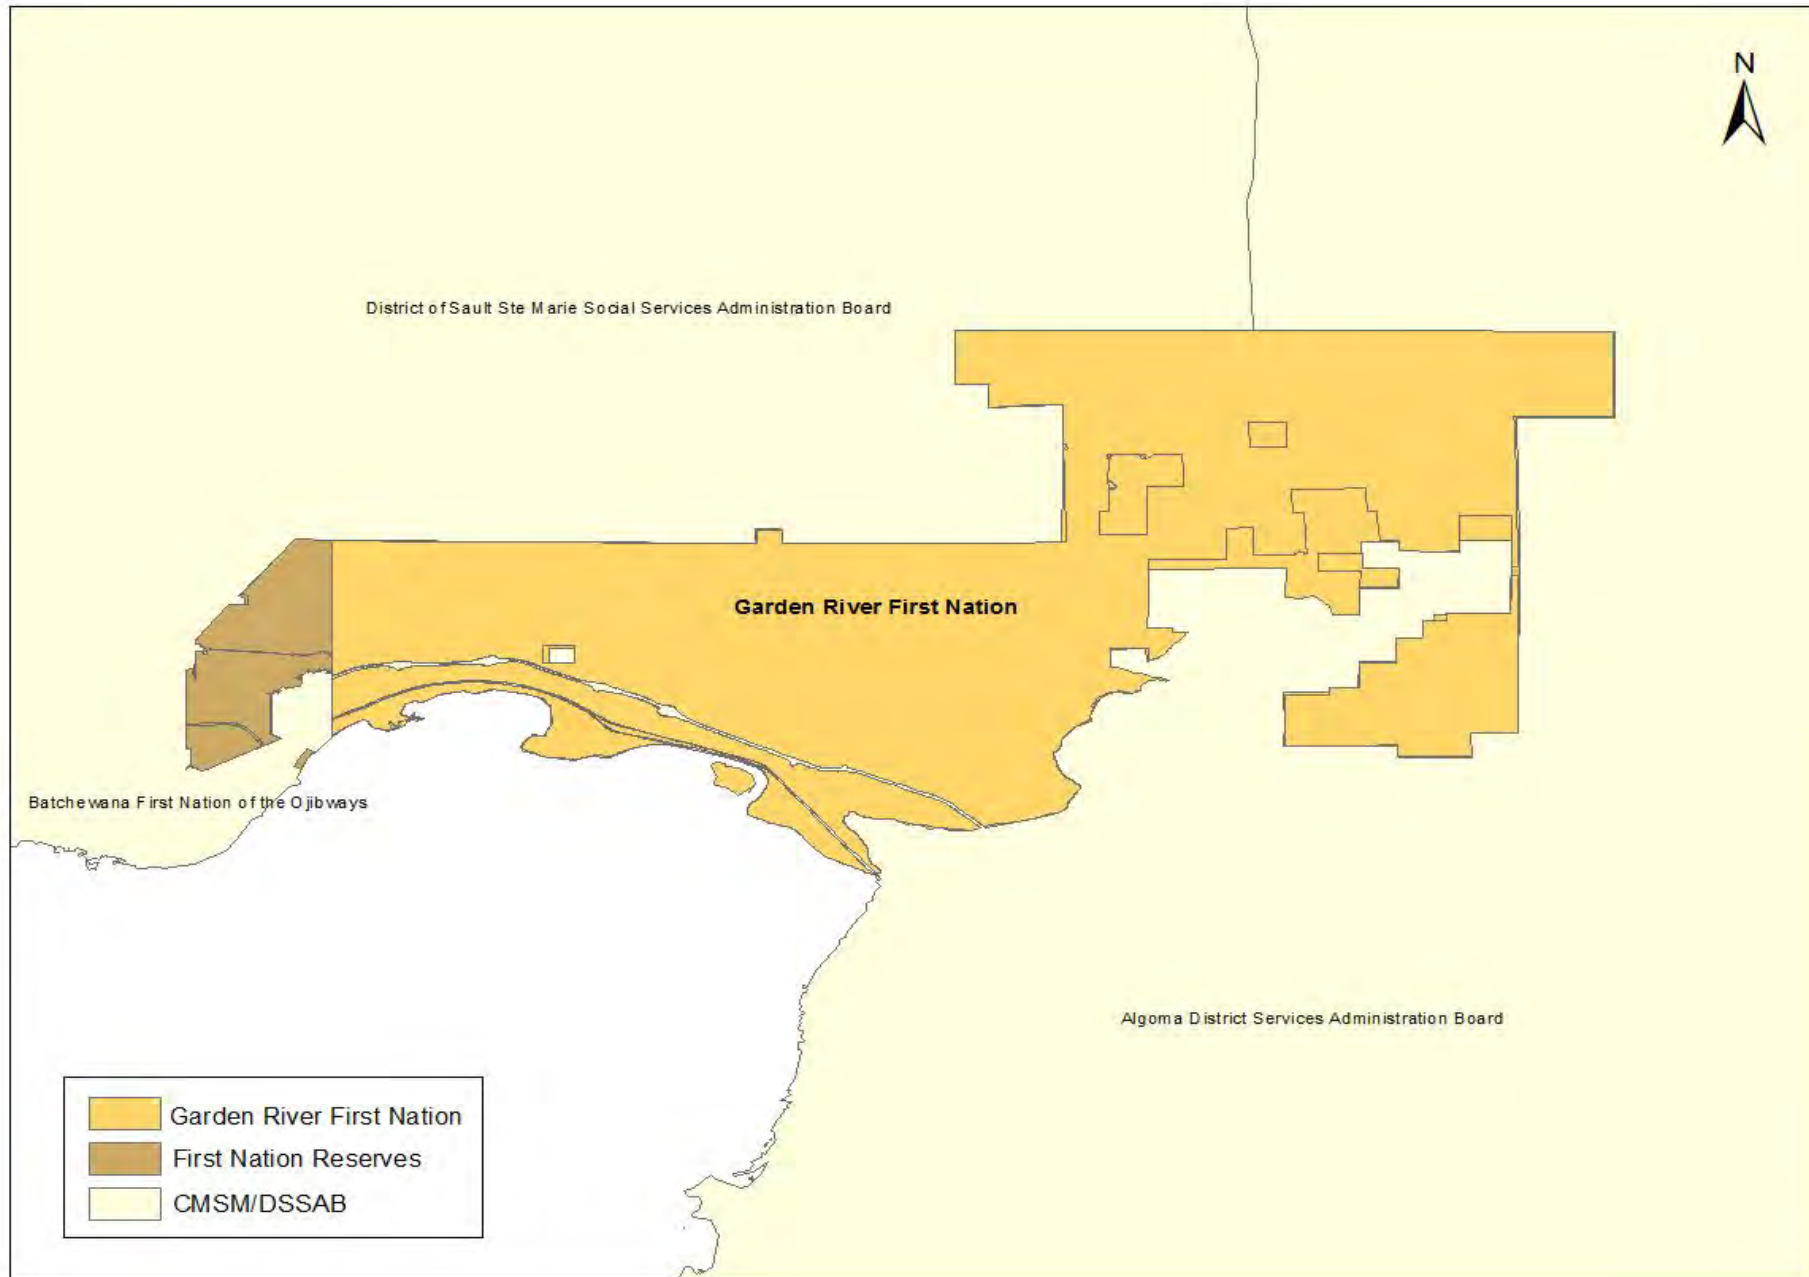 N
District of Sault Ste Marie Social Services Administration Board
Garden River First Nation
Batchewana First Nation of the Ojibways
Algoma District Services Administration Board
Garden River First Nation
First Nation Reserves
CMSM/DSSAB